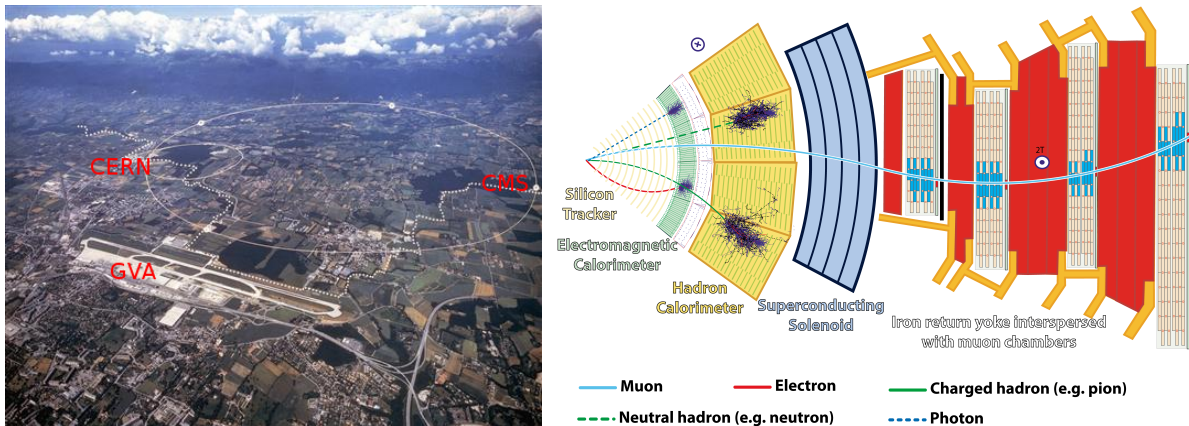 CERN
CMS
GVA
2T
Silicon
Tracker
Electromagnetic
Calorimeter
Hadron
Calorimeter
Superconducting
Solenoid
Iron return yoke interspersed
with muon chambers
Muon
Electron
Charged hadron (e.g. pion)
Neutral hadron (e.g. neutron)
Photon